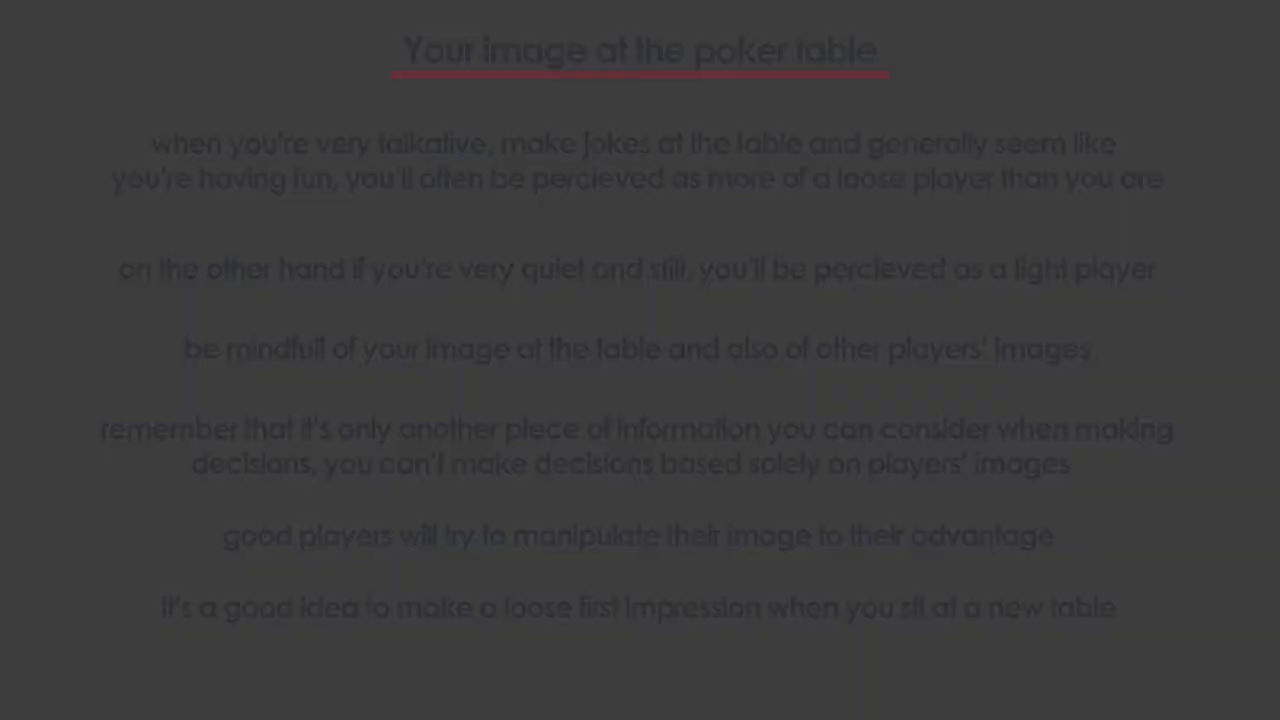 Your image at the poker table
when you're very talkative, make jokes at the table and generally seem like
you're having fun, you'll often be percieved as more of a loose player than you are
on the other hand if you're very quiet and still, you'll be percieved as a tight player
be mindfull of your image at the table and also of other players' images
remember that it's only another piece of information you can consider when making
decisions, you can't make decisions based solely on players' images
good players will try to manipulate their image to their advantage
it's a good idea to make a loose first impression when you sit at a new table